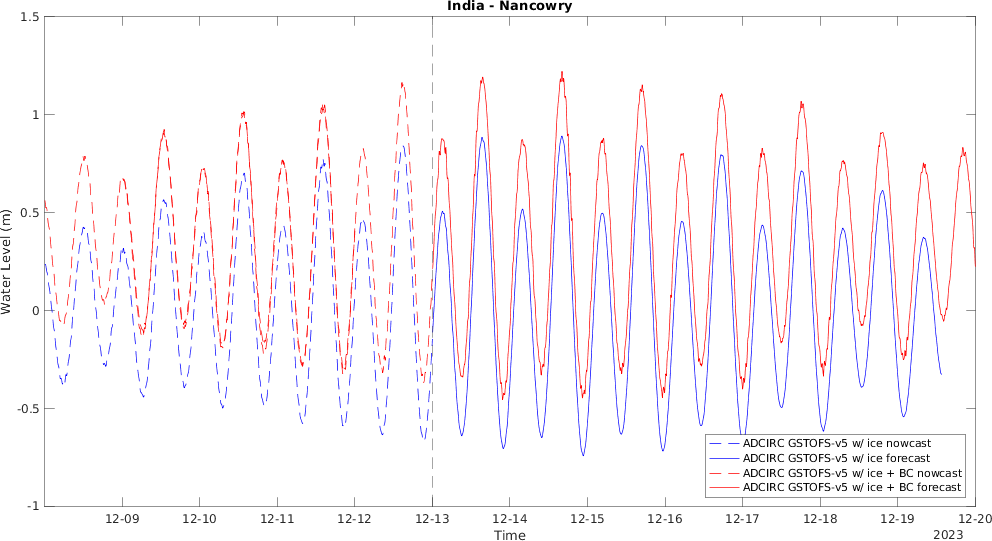 India - Nancowry
1.5
1
0.5
0
-0.5
-1
Water Level (m)
ADCIRC GSTOFS-v5 w/ ice nowcast
ADCIRC GSTOFS-v5 w/ ice forecast
ADCIRC GSTOFS-v5 w/ ice + BC nowcast
ADCIRC GSTOFS-v5 w/ ice + BC forecast
12-09 12-10 12-11 12-12 12-13 12-14 12-15 12-16 12-17 12-18 12-19 12-20
Time
2023